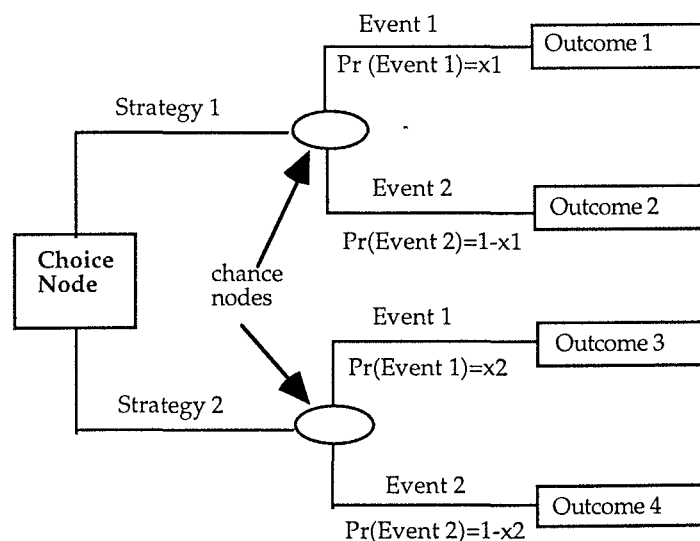 Event 1
Outcome 1
Pr (Event 1)=x1
Strategy 1
Event 2
Outcome 2
Pr(Event 2)=1-x1
Choice
Node
chance
nodes
Event 1
Outcome 3
Pr(Event 1)=x2
Strategy 2
Event 2
Outcome 4
Pr(Event 2)=1-x2